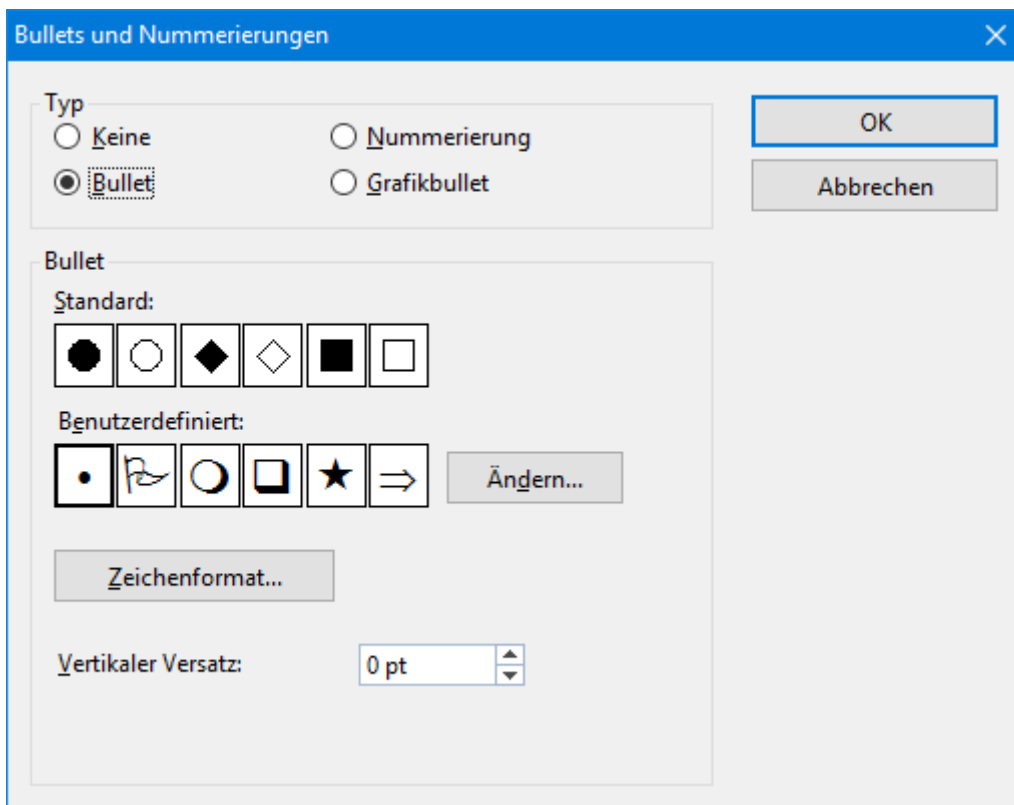 Bullets und Nummerierungen
Typ
Keine
Nummerierung
Bullet
Grafikbullet
OK
Abbrechen
Bullet
Standard:
Benutzerdefiniert:
Ändern...
Zeichenformat...
Vertikaler Versatz:
0 pt